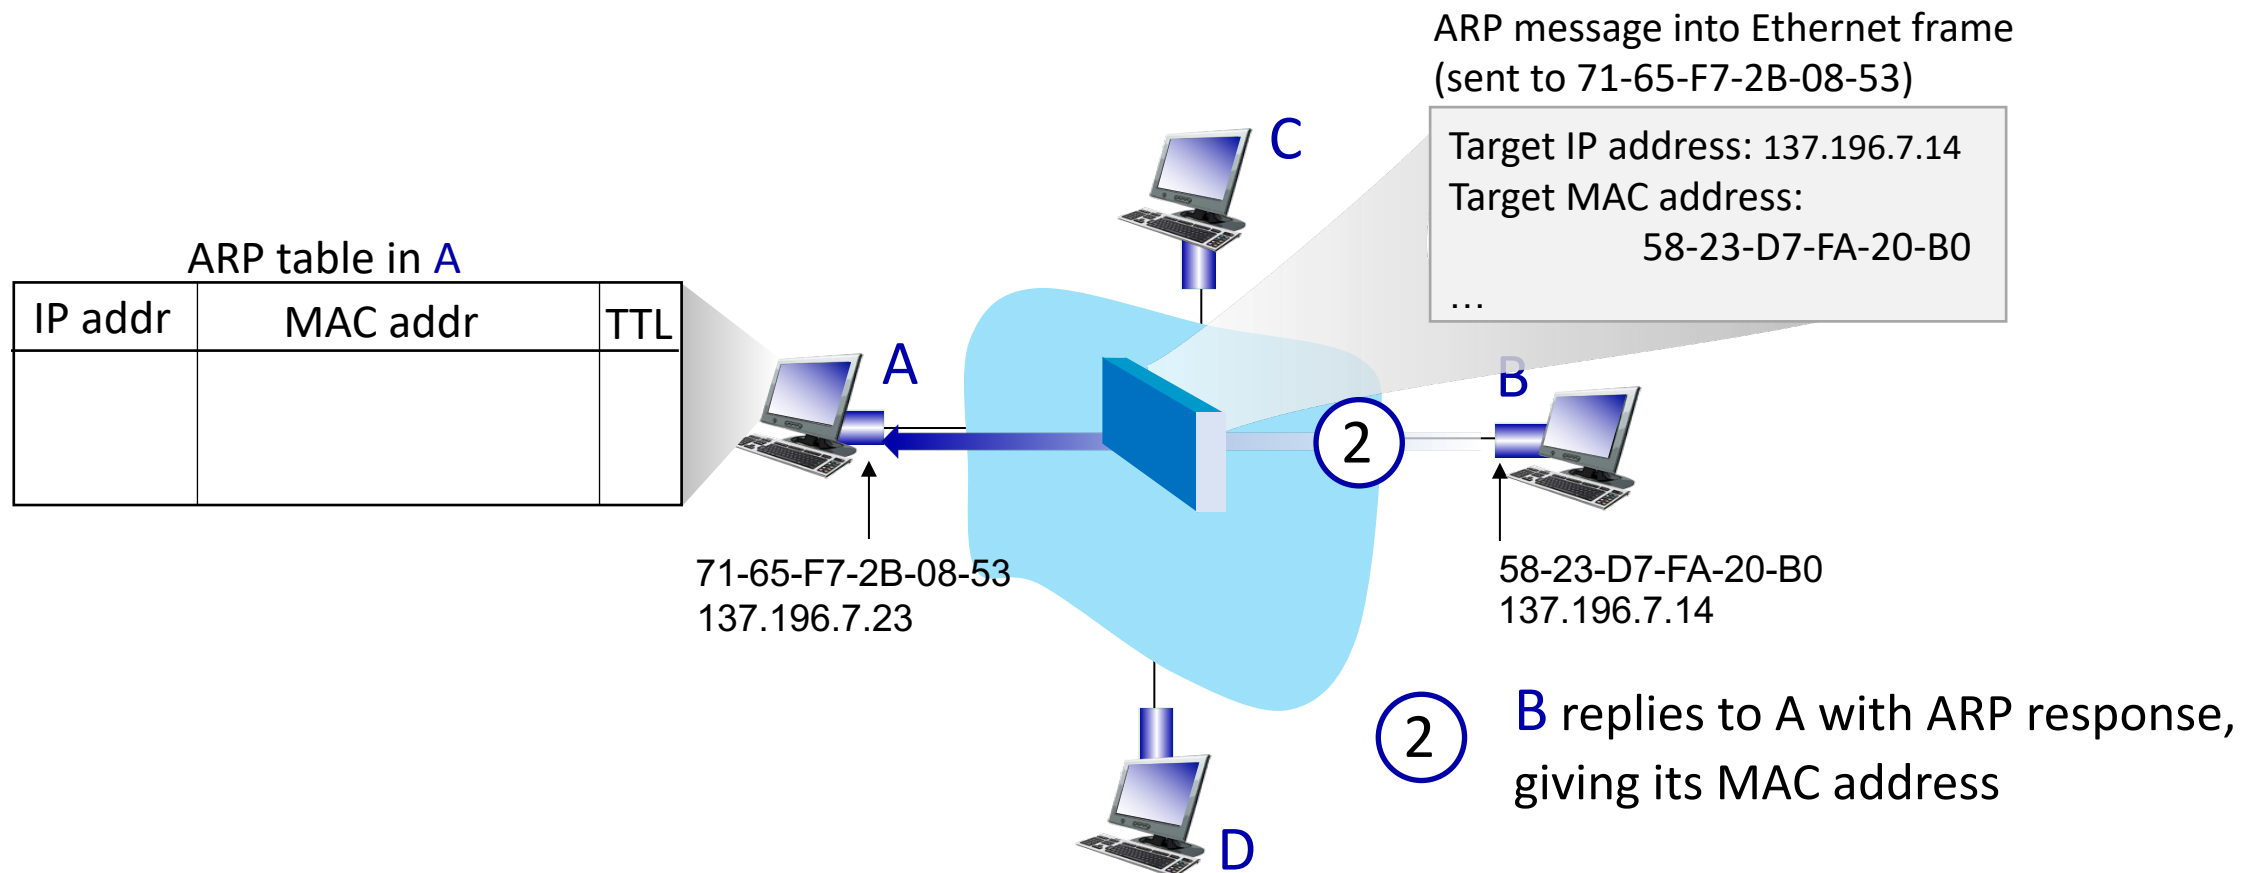 ARP message into Ethernet frame
(sent to 71-65-F7-2B-08-53)
Target IP address: 137.196.7.14
Target MAC address:
58-23-D7-FA-20-B0
…
C
ARP table in A
IP addr MAC addr TTL
A
B
2
71-65-F7-2B-08-53
137.196.7.23
58-23-D7-FA-20-B0
137.196.7.14
2
B replies to A with ARP response,
giving its MAC address
D